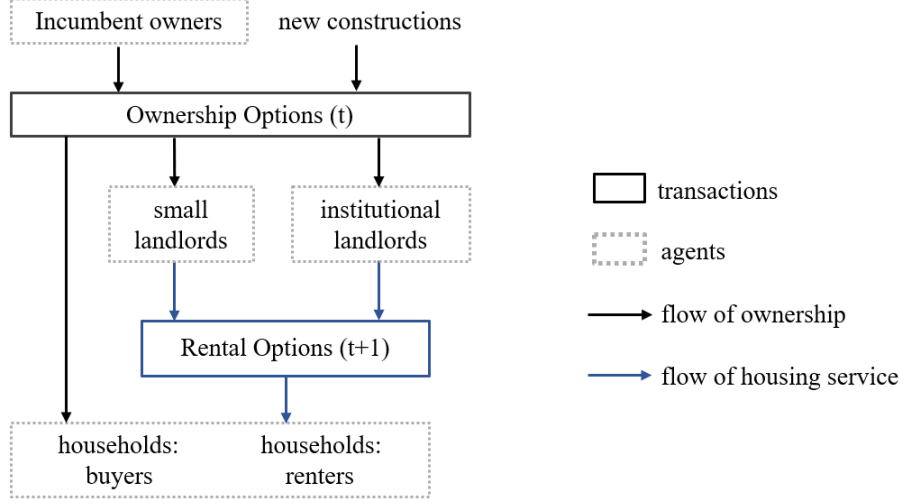 Incumbent owners
new constructions
Ownership Options (t)
small
landlords
institutional
landlords
Rental Options (t+1)
households:
buyers
households:
renters
transactions
agents
flow of ownership
flow of housing service